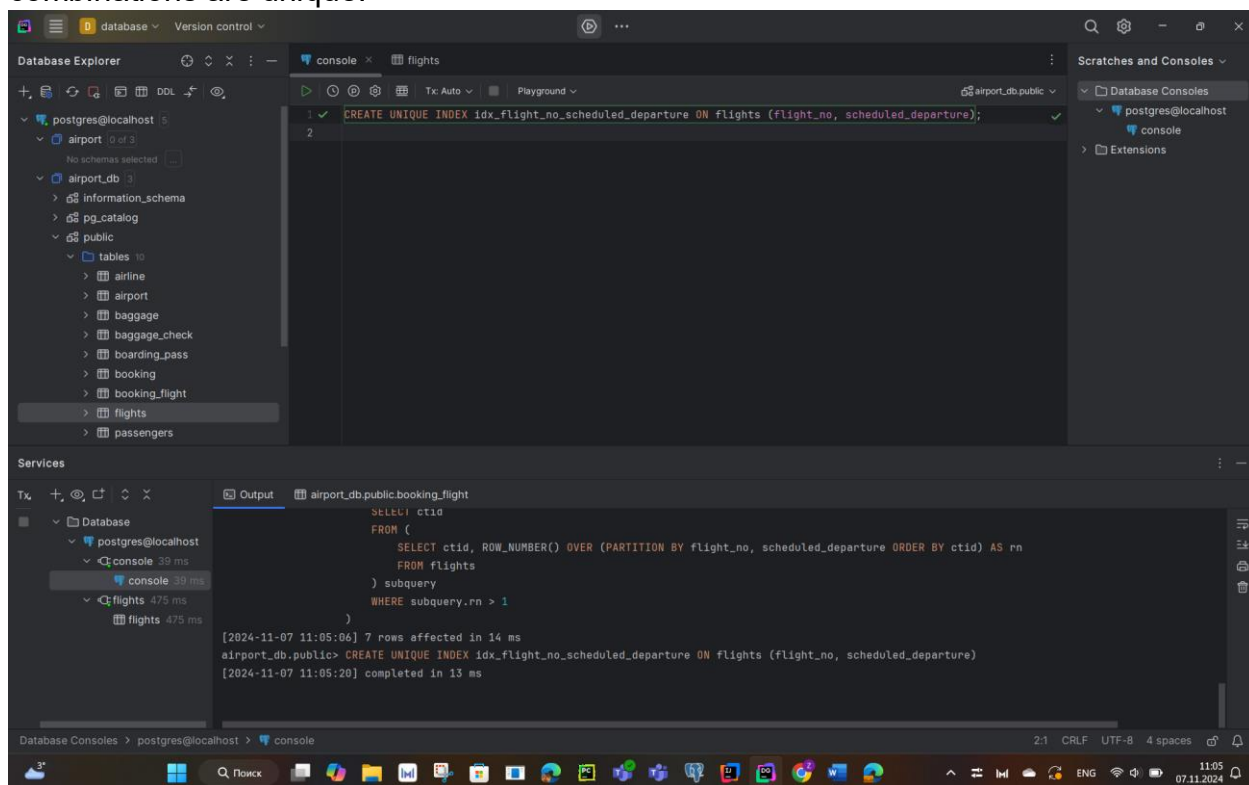 combinations are unique.
D database Version control
Database Explorer
console
flights
Scratches and Consoles
DDL
Tx: Auto
Playground
airport_db.public
Database Consoles
postgres@localhost
console
Extensions
postgres@localhost 5
airport 0 of 3
No schemas selected ...
airport_db 3
information_schema
pg_catalog
public
tables 10
airline
airport
baggage
baggage_check
boarding_pass
booking
booking_flight
flights
passengers
1 CREATE UNIQUE INDEX idx_flight_no_scheduled_departure ON flights (flight_no, scheduled_departure);
2
Services
Tx
Output
airport_db.public.booking_flight
Database
postgres@localhost
console 39 ms
console 39 ms
flights 475 ms
flights 475 ms
SELECT ctid
FROM (
SELECT ctid, ROW_NUMBER() OVER (PARTITION BY flight_no, scheduled_departure ORDER BY ctid) AS rn
FROM flights
) subquery
WHERE subquery.rn > 1
)
[2024-11-07 11:05:06] 7 rows affected in 14 ms
airport_db.public> CREATE UNIQUE INDEX idx_flight_no_scheduled_departure ON flights (flight_no, scheduled_departure)
[2024-11-07 11:05:20] completed in 13 ms
Database Consoles > postgres@localhost > console
2:1 CRLF UTF-8 4 spaces
3°
Поиск
ENG
11:05
07.11.2024